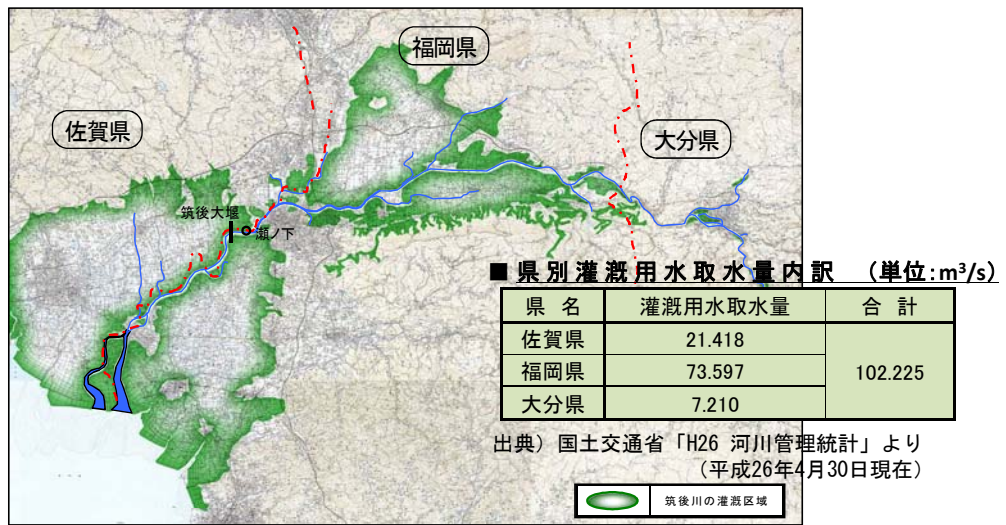 福岡県
佐賀県
大分県
筑後大堰
瀬ノ下
■県別灌漑用水取水量内訳 (単位:m³/s)
県 名 灌漑用水取水量 合 計
佐賀県 21.418
福岡県 73.597 102.225
大分県 7.210
出典) 国土交通省「H26 河川管理統計」より
(平成26年4月30日現在)
筑後川の灌漑区域